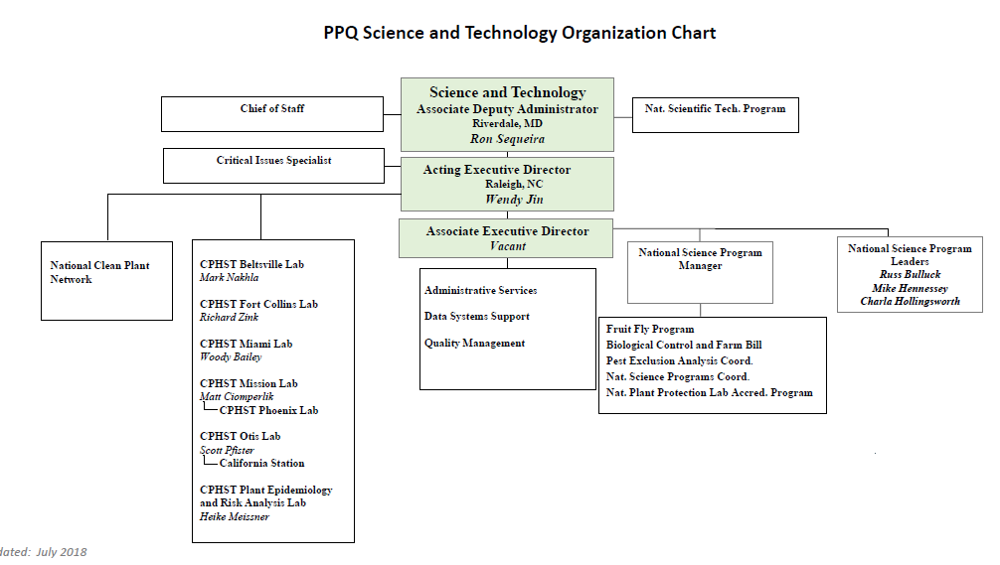 PPQ Science and Technology Organization Chart
Chief of Staff
Science and Technology
Associate Deputy Administrator
Riverdale, MD
Ron Sequeira
Nat. Scientific Tech. Program
Critical Issues Specialist
Acting Executive Director
Raleigh, NC
Wendy Jin
Associate Executive Director
Vacant
National Clean Plant
Network
CPHST Beltsville Lab
Mark Nakhla
CPHST Fort Collins Lab
Richard Zink
CPHST Miami Lab
Woody Bailey
CPHST Mission Lab
Matt Ciomperlik
CPHST Phoenix Lab
CPHST Otis Lab
Scott Pfister
California Station
CPHST Plant Epidemiology
and Risk Analysis Lab
Heike Meissner
Administrative Services
Data Systems Support
Quality Management
National Science Program
Manager
Fruit Fly Program
Biological Control and Farm Bill
Pest Exclusion Analysis Coord.
Nat. Science Programs Coord.
Nat. Plant Protection Lab Accred. Program
National Science Program
Leaders
Russ Bulluck
Mike Hennessey
Charla Hollingsworth
dated: July 2018